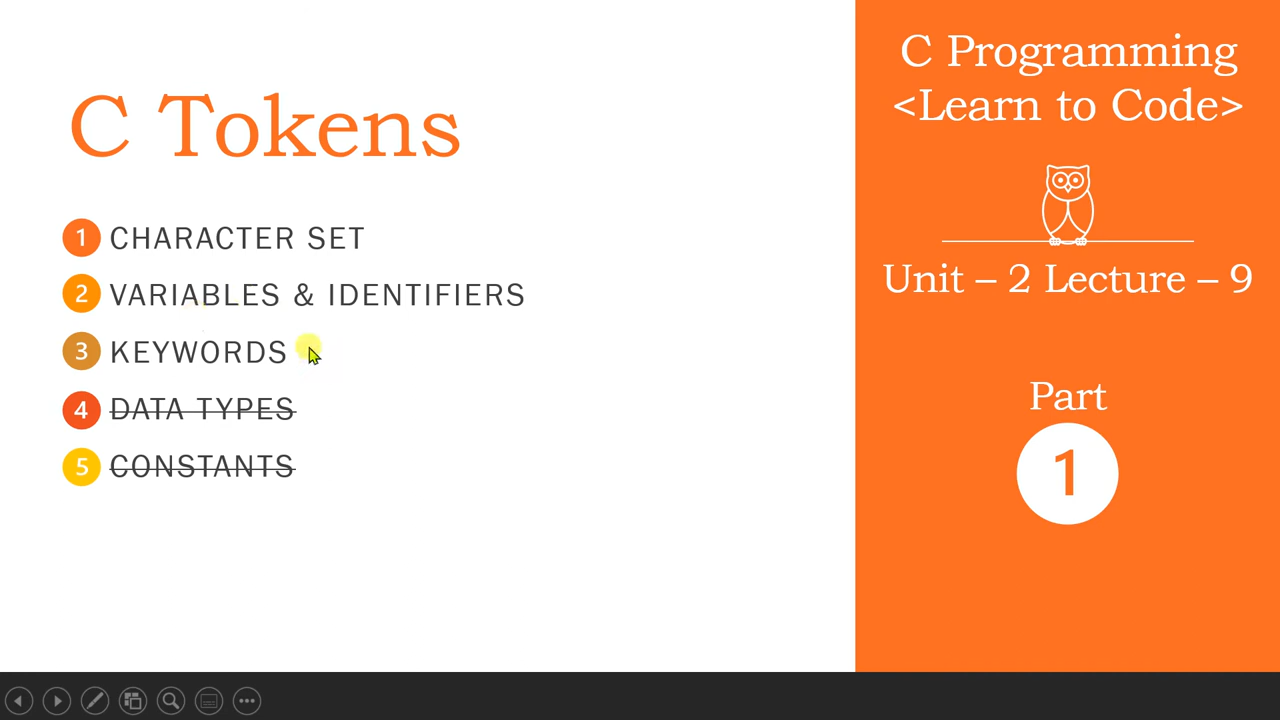 C Tokens
1 CHARACTER SET
2 VARIABLES & IDENTIFIERS
3 KEYWORDS
4 DATA TYPES
5 CONSTANTS
C Programming
<Learn to Code>
Unit – 2 Lecture – 9
Part
1